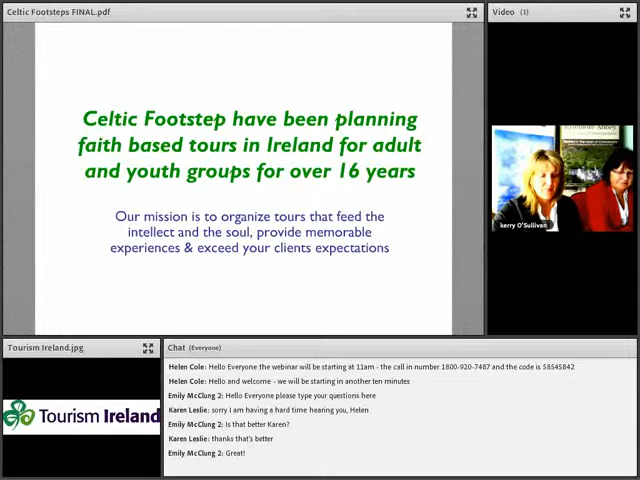 Celtic Footsteps FINAL.pdf
Celtic Footstep have been planning
faith based tours in Ireland for adult
and youth groups for over 16 years
Our mission is to organize tours that feed the
intellect and the soul, provide memorable
experiences & exceed your clients expectations
Video (1)
kerry O'Sullivan
Tourism Ireland.jpg
Tourism Ireland
Chat (Everyone)
Helen Cole: Hello Everyone the webinar will be starting at 11am - the call in number 1800-920-7487 and the code is 58545842
Helen Cole: Hello and welcome - we will be starting in another ten minutes
Emily McClung 2: Hello Everyone please type your questions here
Karen Leslie: sorry I am having a hard time hearing you, Helen
Emily McClung 2: Is that better Karen?
Karen Leslie: thanks that's better
Emily McClung 2: Great!